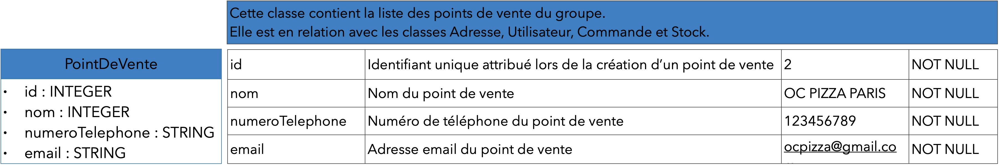 Cette classe contient la liste des points de vente du groupe.
Elle est en relation avec les classes Adresse, Utilisateur, Commande et Stock.
PointDeVente
• id : INTEGER
• nom : INTEGER
• numeroTelephone : STRING
• email : STRING
id Identifiant unique attribué lors de la création d’un point de vente 2 NOT NULL
nom Nom du point de vente OC PIZZA PARIS NOT NULL
numeroTelephone Numéro de téléphone du point de vente 123456789 NOT NULL
email Adresse email du point de vente ocpizza@gmail.co NOT NULL